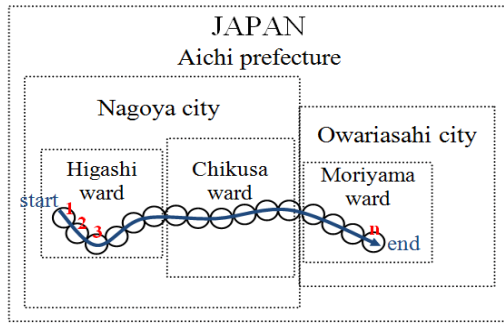 JAPAN
Aichi prefecture
Nagoya city
Owariasahi city
Higashi
ward
Chikusa
ward
Moriyama
ward
start
1
2
3
n
end